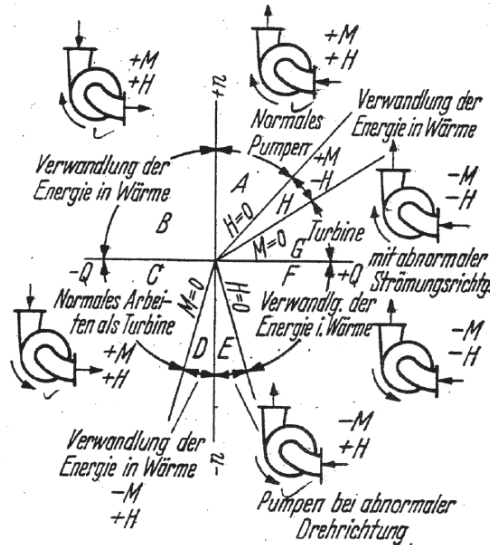 +M
+H
+n
+M
+H
Normales
Pumpen
Verwandlung der
Energie in Wärme
+M
-H
Verwandlung der
Energie in Wärme
A
H
B
H=0
M=0
Turbine
mit abnormaler
Strömungsrichtg.
-M
-H
G
-Q
C
F
+Q
Normales Arbei-
ten als Turbine
M=0
H=0
Verwandlg. der
Energie i. Wärme
+M
+H
D
E
-M
-H
Verwandlung der
Energie in Wärme
-M
+H
-n
-M
+H
Pumpen bei abnormaler
Drehrichtung